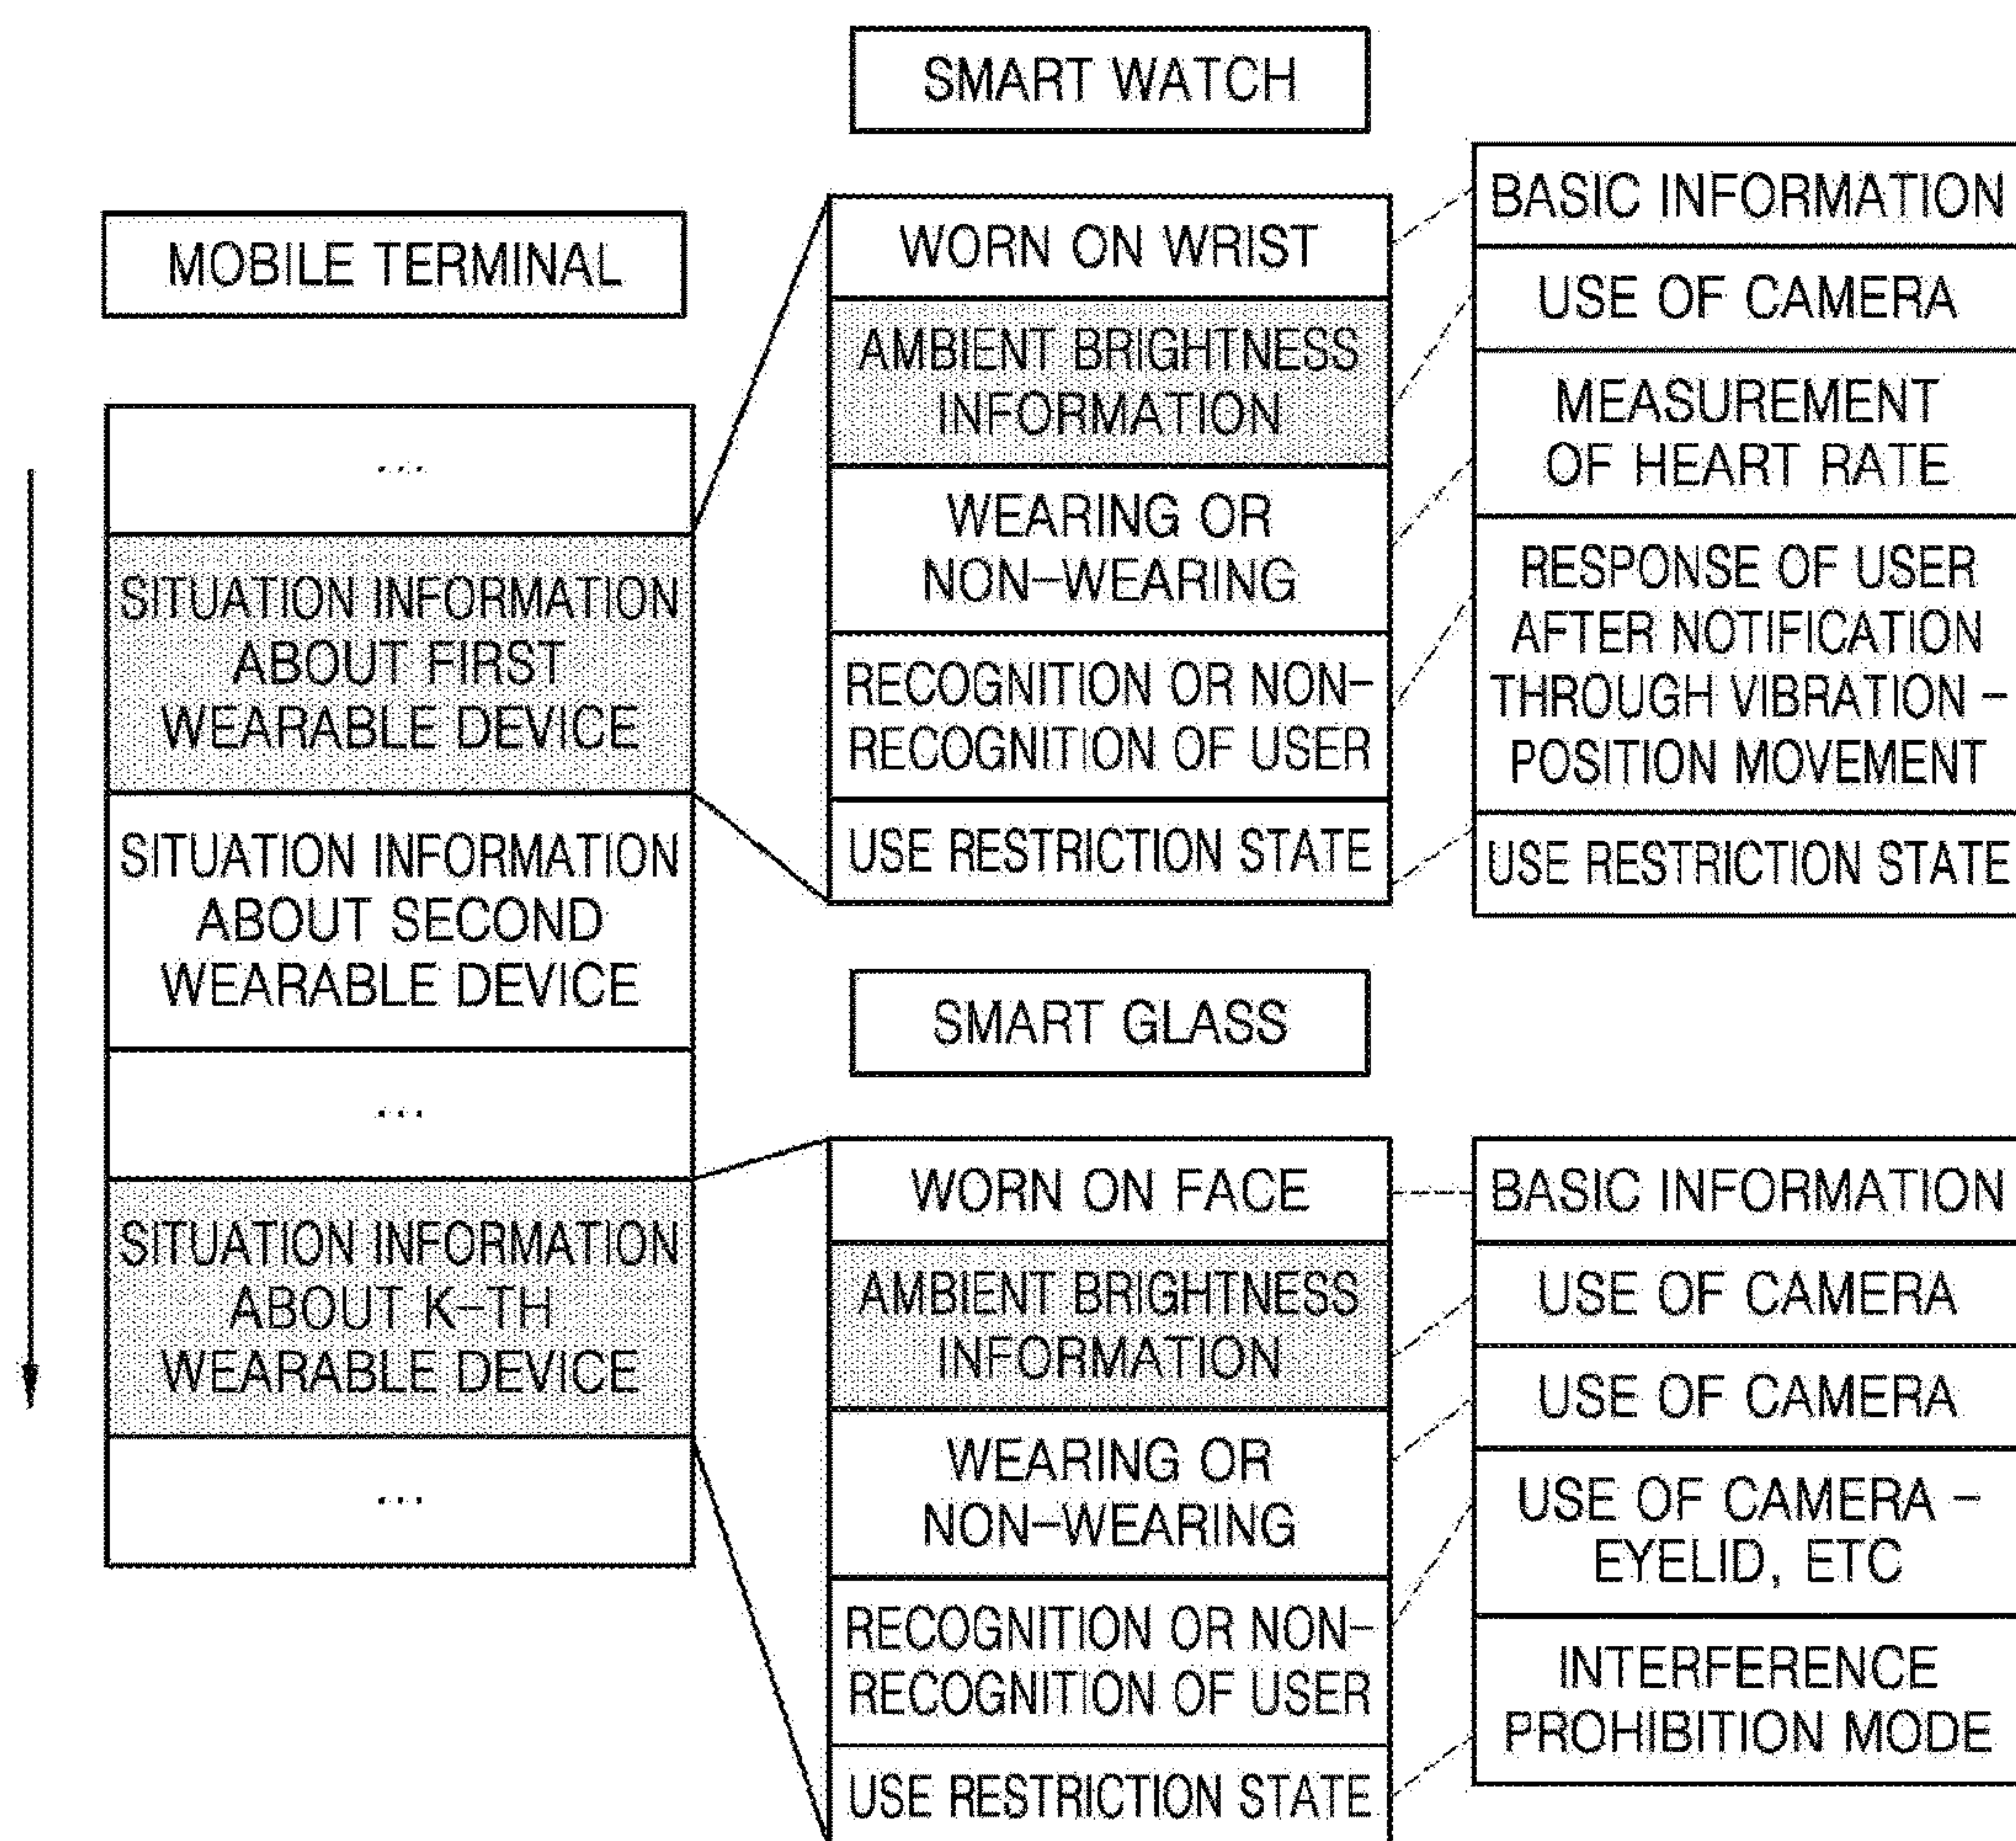 MOBILE TERMINAL
...
SITUATION INFORMATION
ABOUT FIRST
WEARABLE DEVICE
SITUATION INFORMATION
ABOUT SECOND
WEARABLE DEVICE
...
SITUATION INFORMATION
ABOUT K-TH
WEARABLE DEVICE
...
SMART WATCH
WORN ON WRIST
AMBIENT BRIGHTNESS
INFORMATION
WEARING OR
NON-WEARING
RECOGNITION OR NON-
RECOGNITION OF USER
USE RESTRICTION STATE
BASIC INFORMATION
USE OF CAMERA
MEASUREMENT
OF HEART RATE
RESPONSE OF USER
AFTER NOTIFICATION
THROUGH VIBRATION -
POSITION MOVEMENT
USE RESTRICTION STATE
SMART GLASS
WORN ON FACE
AMBIENT BRIGHTNESS
INFORMATION
WEARING OR
NON-WEARING
RECOGNITION OR NON-
RECOGNITION OF USER
USE RESTRICTION STATE
BASIC INFORMATION
USE OF CAMERA
USE OF CAMERA
USE OF CAMERA -
EYELID, ETC
INTERFERENCE
PROHIBITION MODE